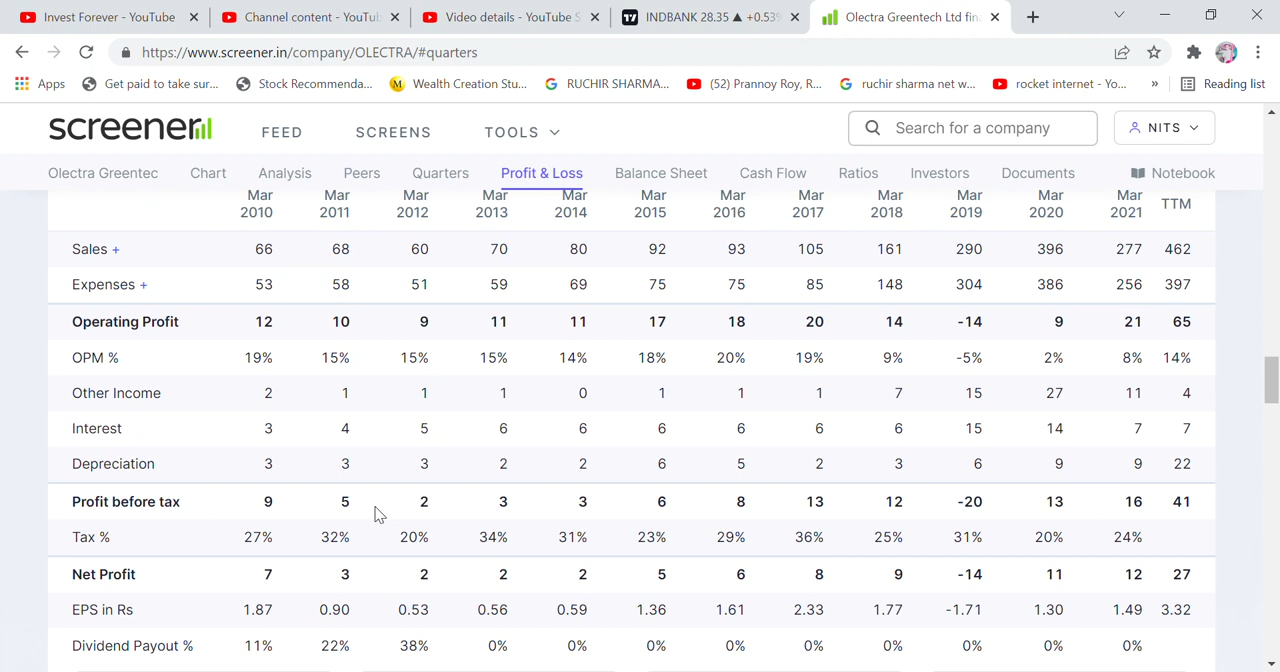 Invest Forever - YouTube
Channel content - YouTub
Video details - YouTube S
INDBANK 28.35 ▲ +0.53%
Olectra Greentech Ltd fin
https://www.screener.in/company/OLECTRA/#quarters
Apps
Get paid to take sur...
Stock Recommenda...
Wealth Creation Stu...
RUCHIR SHARMA...
(52) Prannoy Roy, R...
ruchir sharma net w...
rocket internet - Yo...
»
Reading list
screener
FEED
SCREENS
TOOLS
Search for a company
NITS
Olectra Greentec Chart Analysis Peers Quarters Profit & Loss Balance Sheet Cash Flow Ratios Investors Documents Notebook
Mar Mar Mar Mar Mar Mar Mar Mar Mar Mar Mar Mar
2010 2011 2012 2013 2014 2015 2016 2017 2018 2019 2020 2021 TTM
Sales + 66 68 60 70 80 92 93 105 161 290 396 277 462
Expenses + 53 58 51 59 69 75 75 85 148 304 386 256 397
Operating Profit 12 10 9 11 11 17 18 20 14 -14 9 21 65
OPM % 19% 15% 15% 15% 14% 18% 20% 19% 9% -5% 2% 8% 14%
Other Income 2 1 1 1 0 1 1 1 7 15 27 11 4
Interest 3 4 5 6 6 6 6 6 6 15 14 7 7
Depreciation 3 3 3 2 2 6 5 2 3 6 9 9 22
Profit before tax 9 5 2 3 3 6 8 13 12 -20 13 16 41
Tax % 27% 32% 20% 34% 31% 23% 29% 36% 25% 31% 20% 24%
Net Profit 7 3 2 2 2 5 6 8 9 -14 11 12 27
EPS in Rs 1.87 0.90 0.53 0.56 0.59 1.36 1.61 2.33 1.77 -1.71 1.30 1.49 3.32
Dividend Payout % 11% 22% 38% 0% 0% 0% 0% 0% 0% 0% 0% 0%